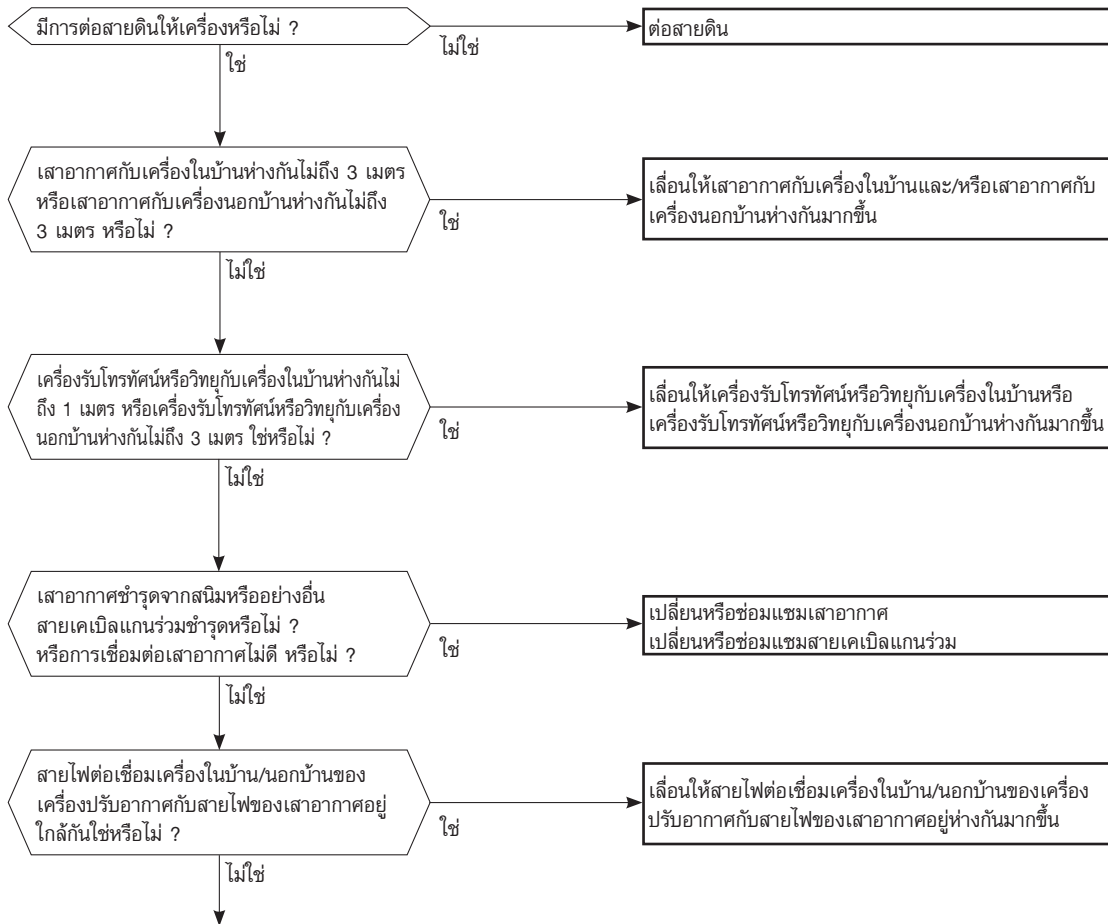 มีการต่อสายดินให้เครื่องหรือไม่ ?
ไม่ใช่
ต่อสายดิน
ใช่
เสาอากาศกับเครื่องในบ้านห่างกันไม่ถึง 3 เมตร
หรือเสาอากาศกับเครื่องนอกบ้านห่างกันไม่ถึง
3 เมตร หรือไม่ ?
ใช่
เลื่อนให้เสาอากาศกับเครื่องในบ้านและ/หรือเสาอากาศกับ
เครื่องนอกบ้านห่างกันมากขึ้น
ไม่ใช่
เครื่องรับโทรทัศน์หรือวิทยุกับเครื่องในบ้านห่างกันไม่
ถึง 1 เมตร หรือเครื่องรับโทรทัศน์หรือวิทยุกับเครื่อง
นอกบ้านห่างกันไม่ถึง 3 เมตร ใช่หรือไม่ ?
ใช่
เลื่อนให้เครื่องรับโทรทัศน์หรือวิทยุกับเครื่องในบ้านหรือ
เครื่องรับโทรทัศน์หรือวิทยุกับเครื่องนอกบ้านห่างกันมากขึ้น
ไม่ใช่
เสาอากาศชำรุดจากสนิมหรืออย่างอื่น
สายเคเบิลแกนร่วมชำรุดหรือไม่ ?
หรือการเชื่อมต่อเสาอากาศไม่ดี หรือไม่ ?
ใช่
เปลี่ยนหรือซ่อมแซมเสาอากาศ
เปลี่ยนหรือซ่อมแซมสายเคเบิลแกนร่วม
ไม่ใช่
สายไฟต่อเชื่อมเครื่องในบ้าน/นอกบ้านของ
เครื่องปรับอากาศกับสายไฟของเสาอากาศอยู่
ใกล้กันใช่หรือไม่ ?
ใช่
เลื่อนให้สายไฟต่อเชื่อมเครื่องในบ้าน/นอกบ้านของเครื่อง
ปรับอากาศกับสายไฟของเสาอากาศอยู่ห่างกันมากขึ้น
ไม่ใช่